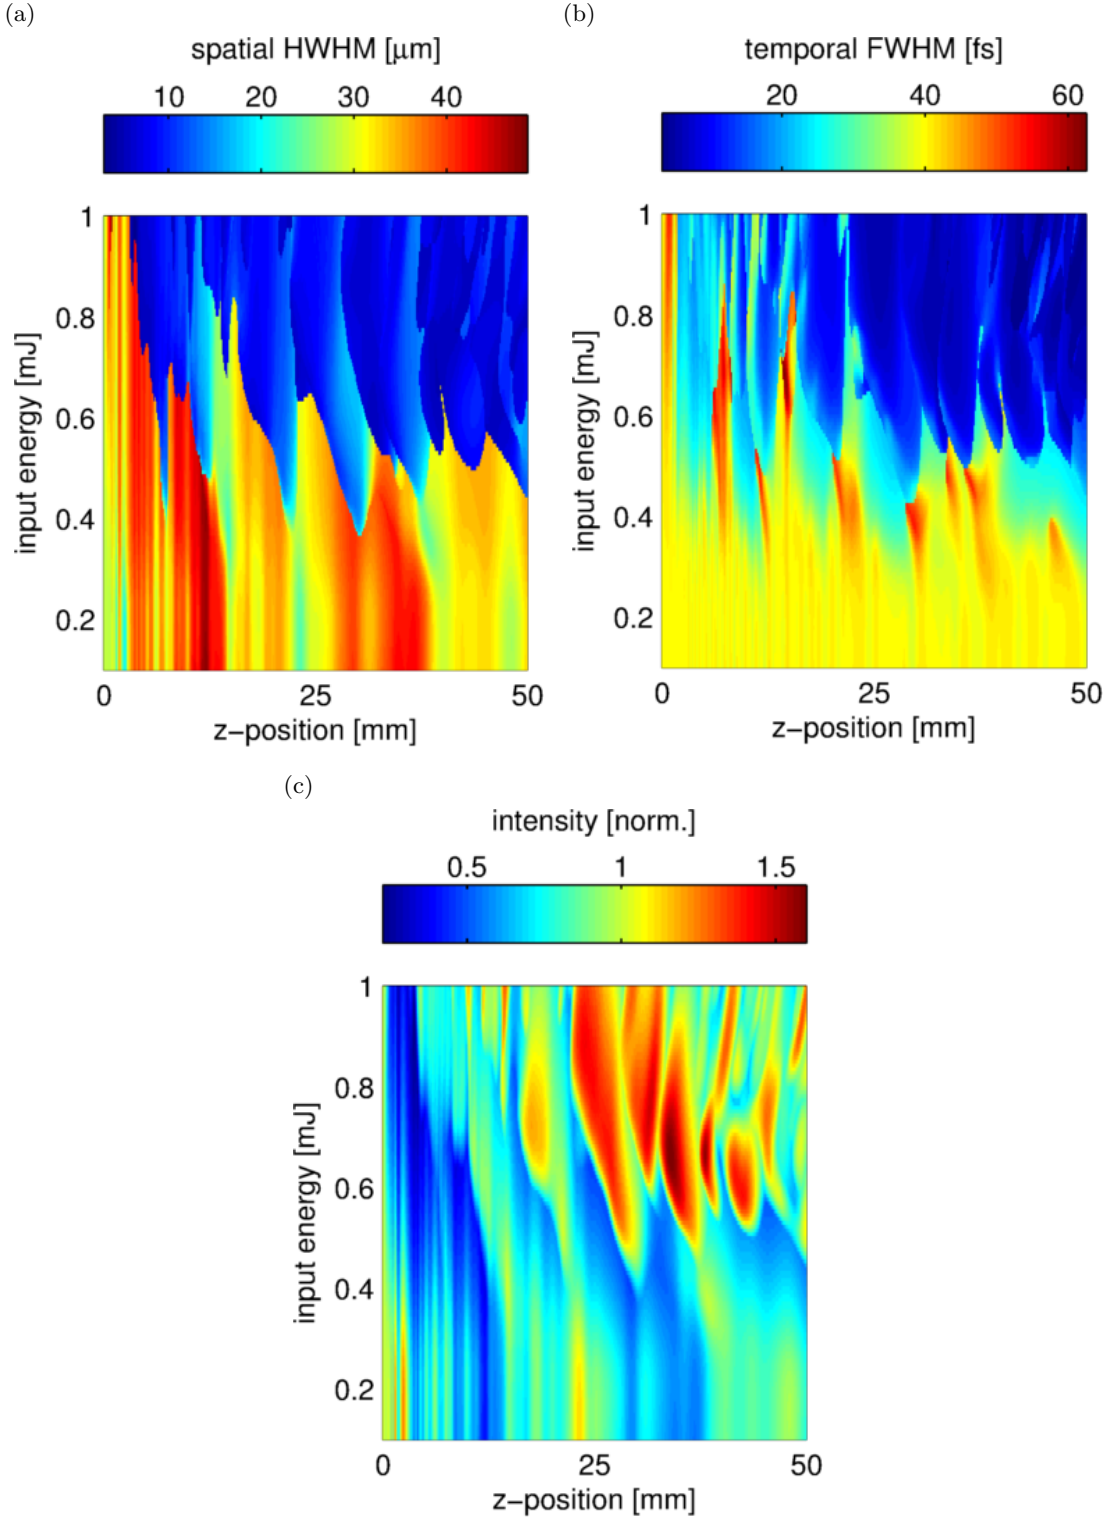 (a)
(b)
spatial HWHM [μm]
temporal FWHM [fs]
10 20 30 40
20 40 60
1
0.8
0.6
0.4
0.2
input energy [mJ]
0 25 50
z-position [mm]
1
0.8
0.6
0.4
0.2
input energy [mJ]
0 25 50
z-position [mm]
(c)
intensity [norm.]
0.5 1 1.5
1
0.8
0.6
0.4
0.2
input energy [mJ]
0 25 50
z-position [mm]